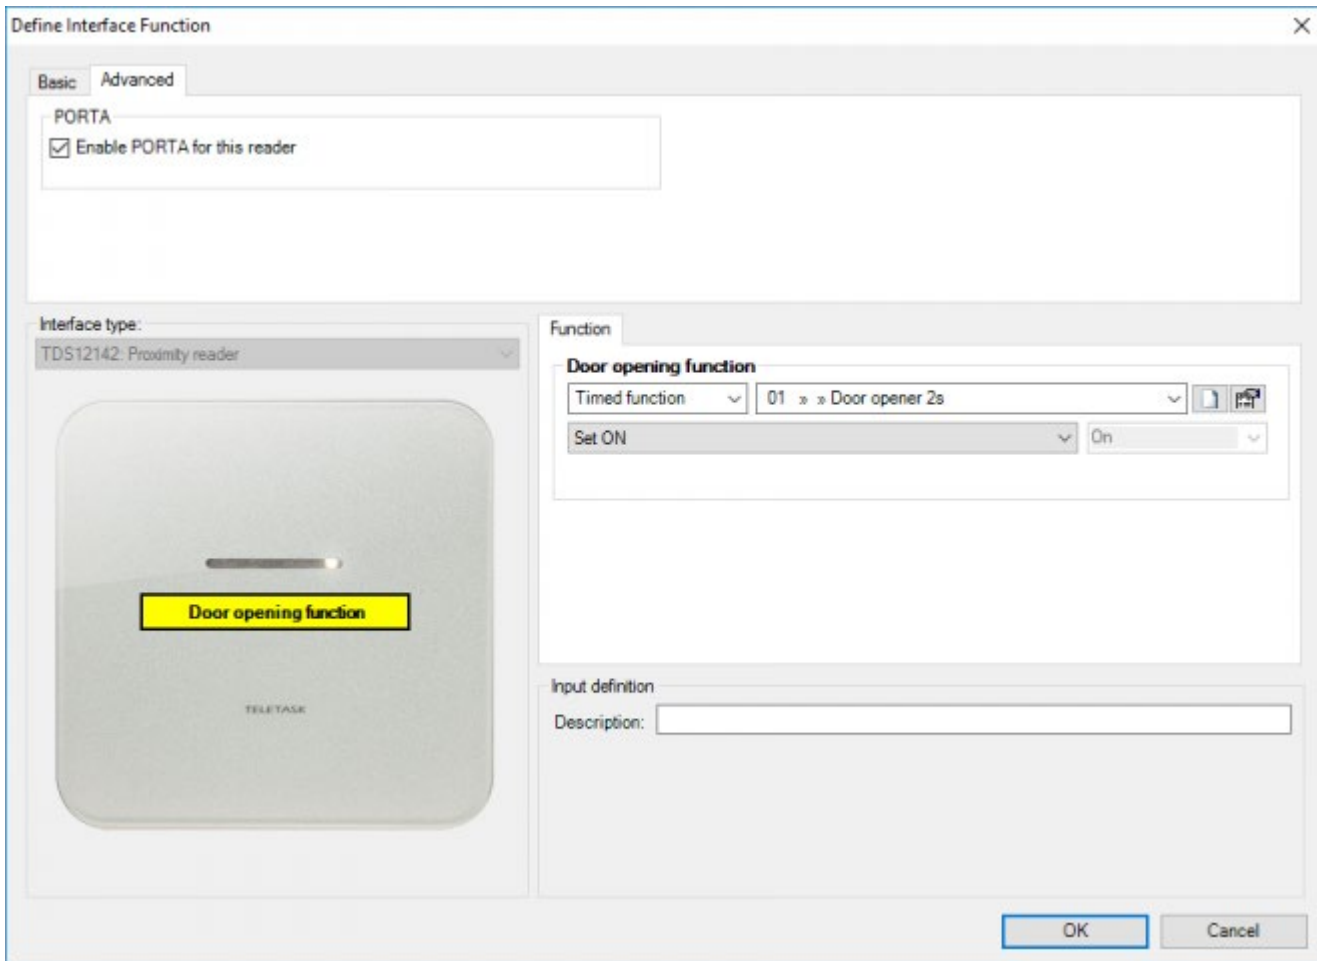 Define Interface Function
Basic Advanced
PORTA
Enable PORTA for this reader
Interface type:
TDS12142: Proximity reader
Door opening function
TELETASK
Function
Door opening function
Timed function 01 » » Door opener 2s
Set ON On
Input definition
Description:
OK Cancel